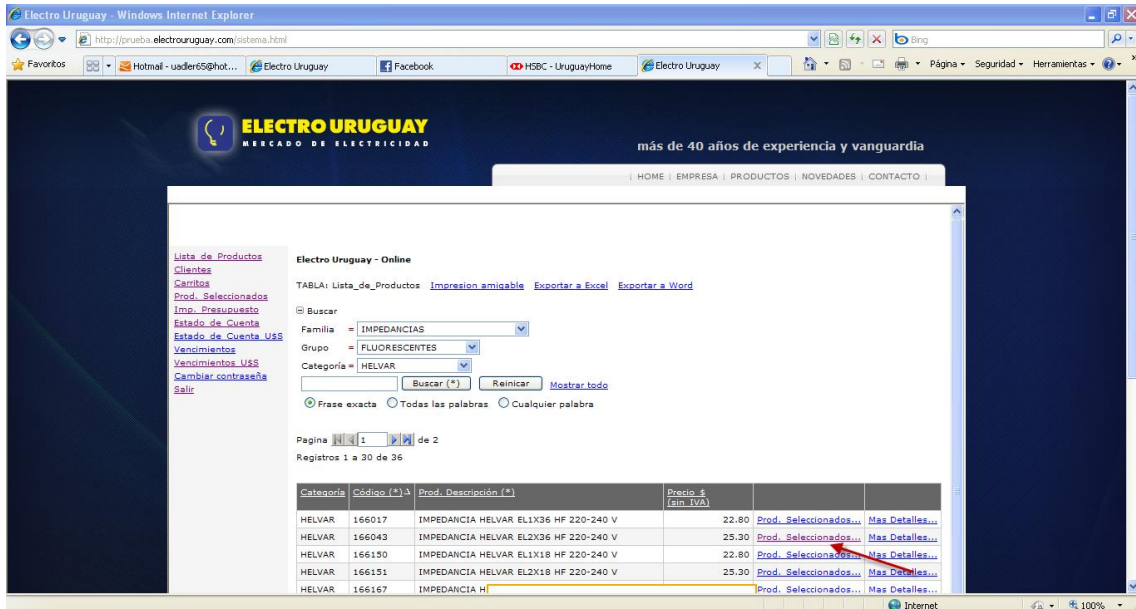 Electro Uruguay - Windows Internet Explorer
http://prueba.electrouruguay.com/sistema.html
Bing
Favoritos
Hotmail - uadler65@hot...
Electro Uruguay
Facebook
HSBC - UruguayHome
Electro Uruguay
Página
Seguridad
Herramientas
ELECTRO URUGUAY
MERCADO DE ELECTRICIDAD
más de 40 años de experiencia y vanguardia
| HOME | EMPRESA | PRODUCTOS | NOVEDADES | CONTACTO |
Lista de Productos
Clientes
Carritos
Prod. Seleccionados
Imp. Presupuesto
Estado de Cuenta
Estado de Cuenta U$S
Vencimientos
Vencimientos U$S
Cambiar contraseña
Salir
Electro Uruguay - Online
TABLA: Lista_de_Productos Impresion amigable Exportar a Excel Exportar a Word
Buscar
Familia = IMPEDANCIAS
Grupo = FLUORESCENTES
Categoría = HELVAR
Buscar (*) Reinicar Mostrar todo
Frase exacta Todas las palabras Cualquier palabra
Pagina 1 de 2
Registros 1 a 30 de 36
Categoría Código (*) Prod. Descripción (*) Precio $ (sin IVA)
HELVAR 166017 IMPEDANCIA HELVAR EL1X36 HF 220-240 V 22.80 Prod. Seleccionados... Mas Detalles...
HELVAR 166043 IMPEDANCIA HELVAR EL2X36 HF 220-240 V 25.30 Prod. Seleccionados... Mas Detalles...
HELVAR 166150 IMPEDANCIA HELVAR EL1X18 HF 220-240 V 22.80 Prod. Seleccionados... Mas Detalles...
HELVAR 166151 IMPEDANCIA HELVAR EL2X18 HF 220-240 V 25.30 Prod. Seleccionados... Mas Detalles...
HELVAR 166167 IMPEDANCIA H Prod. Seleccionados... Mas Detalles...
Internet 100%